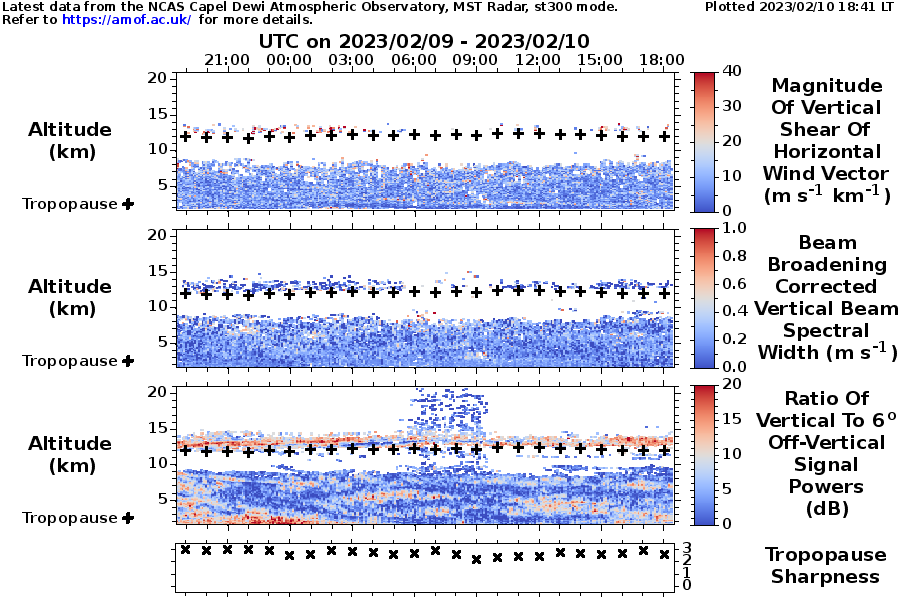 Latest data from the NCAS Capel Dewi Atmospheric Observatory, MST Radar, st300 mode.
Plotted 2023/02/10 18:41 LT
Refer to https://amof.ac.uk/ for more details.
UTC on 2023/02/09 - 2023/02/10
21:00 00:00 03:00 06:00 09:00 12:00 15:00 18:00
20
15
10
5
Altitude
(km)
Tropopause
40
30
20
10
0
Magnitude
Of Vertical
Shear Of
Horizontal
Wind Vector
(m s⁻¹ km⁻¹)
20
15
10
5
Altitude
(km)
Tropopause
1.0
0.8
0.6
0.4
0.2
0.0
Beam
Broadening
Corrected
Vertical Beam
Spectral
Width (m s⁻¹)
20
15
10
5
Altitude
(km)
Tropopause
20
15
10
5
0
Ratio Of
Vertical To 6°
Off-Vertical
Signal
Powers
(dB)
3
2
1
0
Tropopause
Sharpness